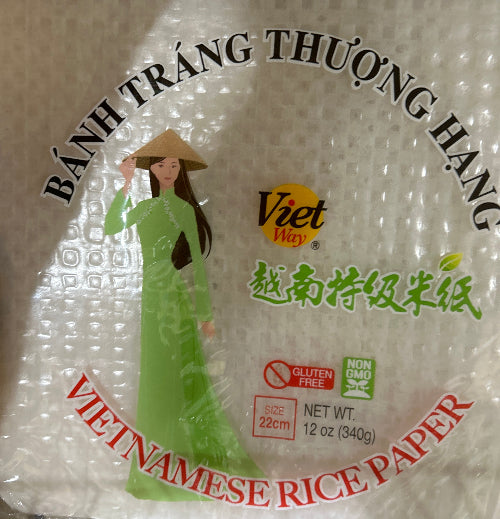 BÁNH TRÁNG THƯỢNG HẠNG
Viet
Way®
越南特级米纸
GLUTEN
FREE
NON
GMO
SIZE
22cm
NET WT.
12 oz (340g)
VIETNAMESE RICE PAPER